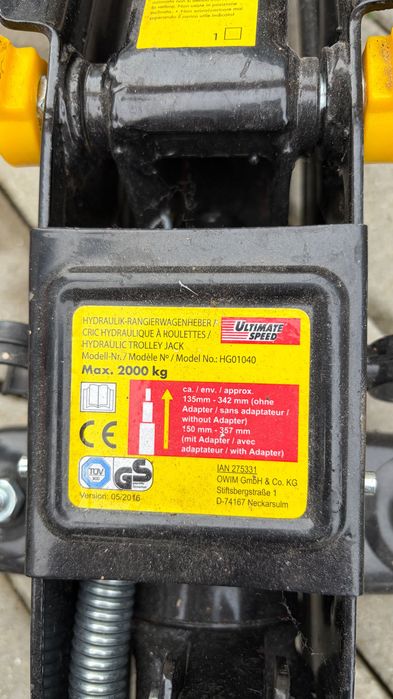 1
HYDRAULIK-RANGIERWAGENHEBER /
CRIC HYDRAULIQUE À ROULETTES /
HYDRAULIC TROLLEY JACK
Modell-Nr. / Modèle Nº / Model No.: HG01040
Max. 2000 kg
ULTIMATE
SPEED
ca. / env. / approx
135mm - 342 mm (ohne
Adapter / sans adaptateur /
without Adapter)
150 mm - 357 mm
(mit Adapter / avec
adaptateur / with Adapter)
CE
TÜV
GS
Version: 05/2016
IAN 275331
OWIM GmbH & Co. KG
Stiftsbergstraße 1
D-74167 Neckarsulm